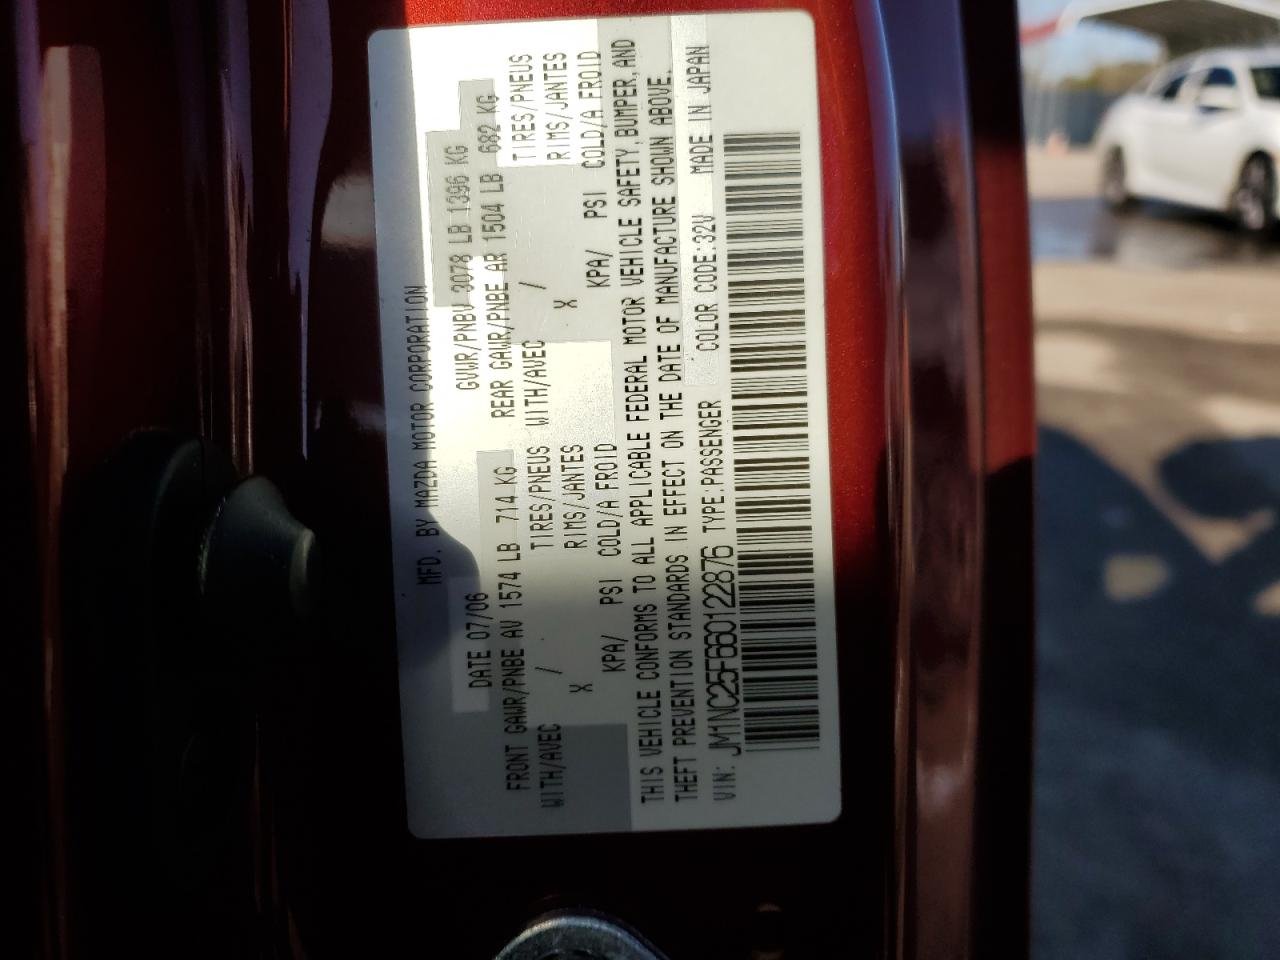 MFD. BY MAZDA MOTOR CORPORATION
DATE 07/06 GVWR/PNBV 3078 LB 1396 KG
FRONT GAWR/PNBE AV 1574 LB 714 KG REAR GAWR/PNBE AR 1504 LB 682 KG
WITH/AVEC / TIRES/PNEUS WITH/AVEC / TIRES/PNEUS
X RIMS/JANTES X RIMS/JANTES
KPA/ PSI COLD/A FROID KPA/ PSI COLD/A FROID
THIS VEHICLE CONFORMS TO ALL APPLICABLE FEDERAL MOTOR VEHICLE SAFETY, BUMPER, AND
THEFT PREVENTION STANDARDS IN EFFECT ON THE DATE OF MANUFACTURE SHOWN ABOVE.
VIN: JM1NC25F660122876 TYPE:PASSENGER COLOR CODE:32V MADE IN JAPAN